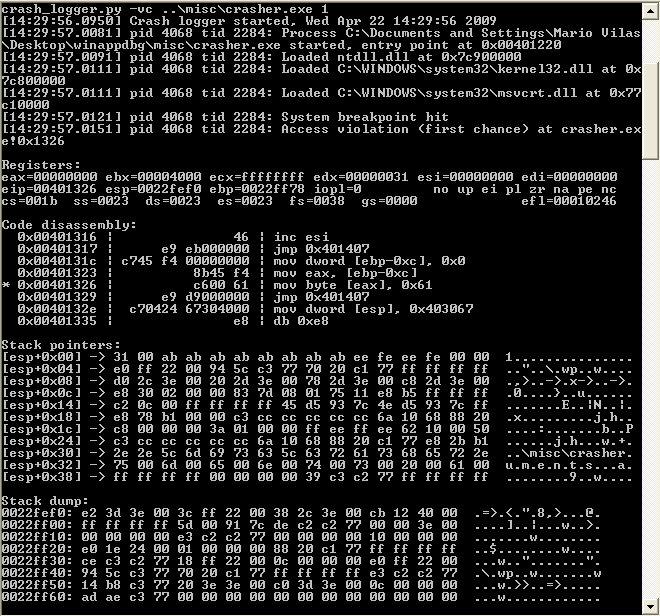 crash_logger.py -vc ..\misc\crasher.exe 1
[14:29:56.0950] Crash logger started, Wed Apr 22 14:29:56 2009
[14:29:57.0081] pid 4068 tid 2284: Process C:\Documents and Settings\Mario Vilas
\Desktop\winappdbg\misc\crasher.exe started, entry point at 0x00401220
[14:29:57.0091] pid 4068 tid 2284: Loaded ntdll.dll at 0x7c900000
[14:29:57.0111] pid 4068 tid 2284: Loaded C:\WINDOWS\system32\kernel32.dll at 0x
7c800000
[14:29:57.0111] pid 4068 tid 2284: Loaded C:\WINDOWS\system32\msvcrt.dll at 0x77
c10000
[14:29:57.0121] pid 4068 tid 2284: System breakpoint hit
[14:29:57.0151] pid 4068 tid 2284: Access violation (first chance) at crasher.ex
e!0x1326
Registers:
eax=00000000 ebx=00004000 ecx=ffffffff edx=00000031 esi=00000000 edi=00000000
eip=00401326 esp=0022fef0 ebp=0022ff78 iopl=0 no up ei pl zr na pe nc
cs=001b ss=0023 ds=0023 es=0023 fs=0038 gs=0000 efl=00010246
Code disassembly:
0x00401316 | 46 | inc esi
0x00401317 | e9 eb000000 | jmp 0x401407
0x0040131c | c745 f4 00000000 | mov dword [ebp-0xc], 0x0
0x00401323 | 8b45 f4 | mov eax, [ebp-0xc]
* 0x00401326 | c600 61 | mov byte [eax], 0x61
0x00401329 | e9 d9000000 | jmp 0x401407
0x0040132e | c70424 67304000 | mov dword [esp], 0x403067
0x00401335 | e8 | db 0xe8
Stack pointers:
[esp+0x00] -> 31 00 ab ab ab ab ab ab ab ab ee fe ee fe 00 00 1...............
[esp+0x04] -> e0 ff 22 00 94 5c c3 77 70 20 c1 77 ff ff ff ff .."..\.wp .w....
[esp+0x08] -> d0 2c 3e 00 20 2d 3e 00 78 2d 3e 00 c8 2d 3e 00 .,>. ->.x->..->.
[esp+0x0c] -> e8 30 02 00 00 83 7d 08 01 75 11 e8 b5 ff ff ff .0....}..u......
[esp+0x14] -> c2 0c 00 ff ff ff ff 45 d5 93 7c 4e d5 93 7c ff .......E..|N..|.
[esp+0x18] -> e8 78 b1 00 00 c3 cc cc cc cc cc 6a 10 68 88 20 .x.........j.h.
[esp+0x1c] -> c8 00 00 00 3a 01 00 00 ff ee ff ee 62 10 00 50 ....:.......b..P
[esp+0x24] -> c3 cc cc cc cc cc 6a 10 68 88 20 c1 77 e8 2b b1 ......j.h. .w.+.
[esp+0x30] -> 2e 2e 5c 6d 69 73 63 5c 63 72 61 73 68 65 72 2e ..\misc\crasher.
[esp+0x32] -> 75 00 6d 00 65 00 6e 00 74 00 73 00 20 00 61 00 u.m.e.n.t.s. .a.
[esp+0x38] -> ff ff ff ff 00 00 00 00 39 c3 c2 77 ff ff ff ff ........9..w....
Stack dump:
0022fef0: e2 3d 3e 00 3c ff 22 00 38 2c 3e 00 cb 12 40 00 .=>.<.".8,>...@.
0022ff00: ff ff ff ff 5d 00 91 7c de c2 c2 77 00 00 3e 00 ....]..|...w..>.
0022ff10: 00 00 00 00 e3 c2 c2 77 00 00 00 00 10 00 00 00 .......w........
0022ff20: e0 1e 24 00 01 00 00 00 88 20 c1 77 ff ff ff ff ..$...... .w....
0022ff30: ce c3 c2 77 18 ff 22 00 0c 00 00 00 e0 ff 22 00 ...w..".......".
0022ff40: 94 5c c3 77 70 20 c1 77 ff ff ff ff e3 c2 c2 77 .\.wp .w.......w
0022ff50: 14 b8 c3 77 20 3e 3e 00 c0 3d 3e 00 0c 00 00 00 ...w >>..=>.....
0022ff60: ad ae c3 77 00 00 00 00 00 00 00 00 00 00 00 00 ...w............